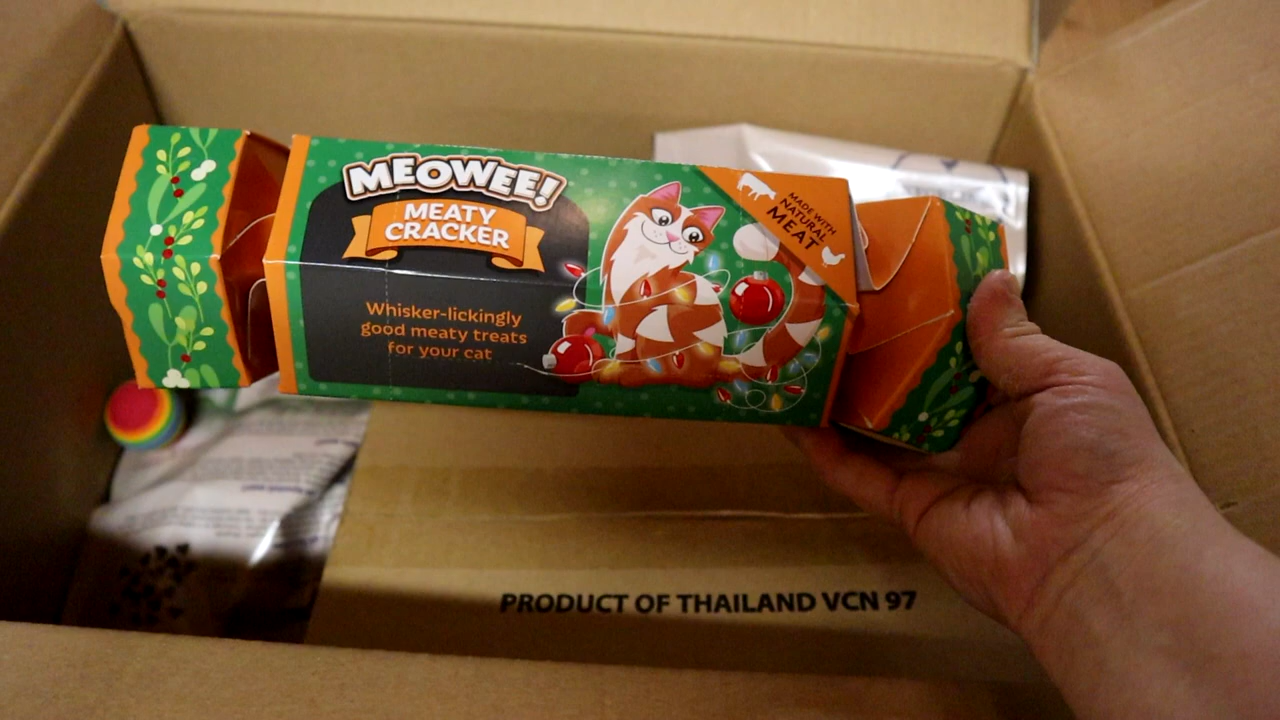 MEOWEE!
MEATY
CRACKER
MADE WITH
NATURAL
MEAT
Whisker-lickingly
good meaty treats
for your cat
PRODUCT OF THAILAND VCN 97